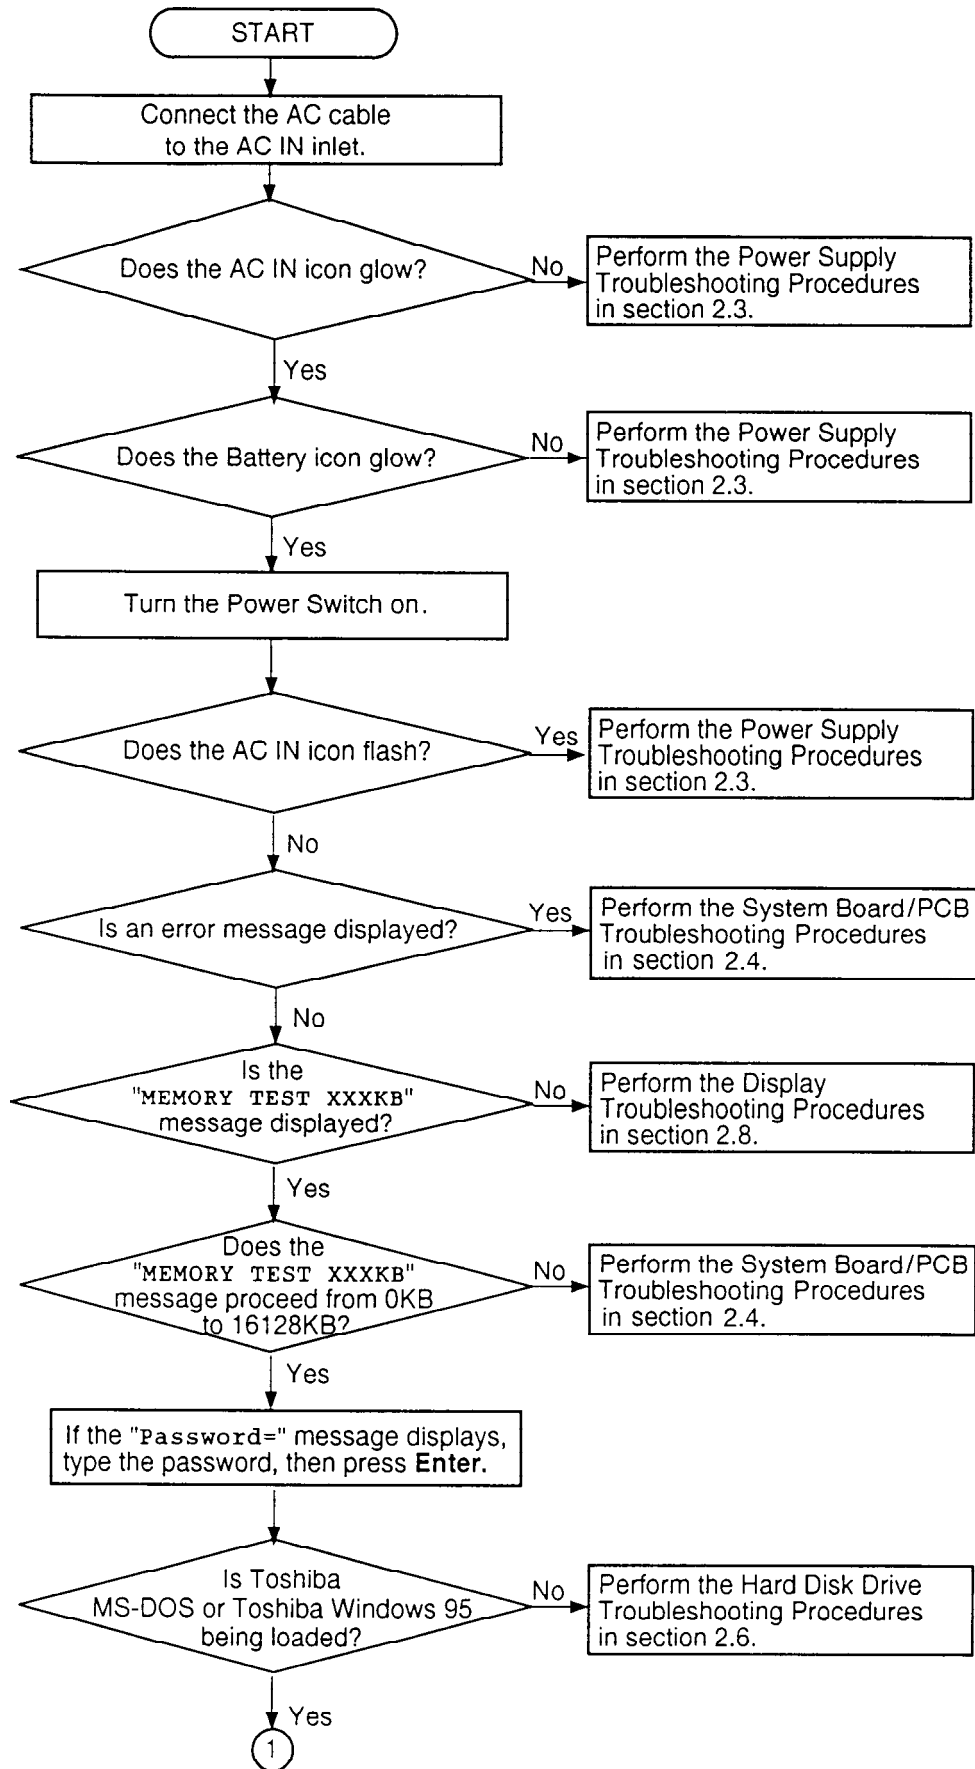 START
Connect the AC cable
to the AC IN inlet.
Does the AC IN icon glow?
No
Perform the Power Supply
Troubleshooting Procedures
in section 2.3.
Yes
Does the Battery icon glow?
No
Perform the Power Supply
Troubleshooting Procedures
in section 2.3.
Yes
Turn the Power Switch on.
Does the AC IN icon flash?
Yes
Perform the Power Supply
Troubleshooting Procedures
in section 2.3.
No
Is an error message displayed?
Yes
Perform the System Board/PCB
Troubleshooting Procedures
in section 2.4.
No
Is the
"MEMORY TEST XXXKB"
message displayed?
No
Perform the Display
Troubleshooting Procedures
in section 2.8.
Yes
Does the
"MEMORY TEST XXXKB"
message proceed from 0KB
to 16128KB?
No
Perform the System Board/PCB
Troubleshooting Procedures
in section 2.4.
Yes
If the "Password=" message displays,
type the password, then press Enter.
Is Toshiba
MS-DOS or Toshiba Windows 95
being loaded?
No
Perform the Hard Disk Drive
Troubleshooting Procedures
in section 2.6.
Yes
1